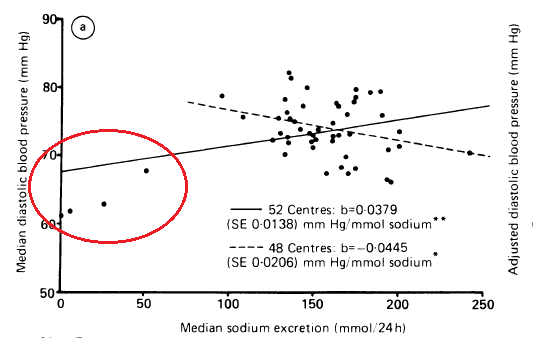 a
90
80
70
60
50
Median diastolic blood pressure (mm Hg)
52 Centres: b=0·0379
(SE 0·0138) mm Hg/mmol sodium**
48 Centres: b=-0·0445
(SE 0·0206) mm Hg/mmol sodium*
0 50 100 150 200 250
Median sodium excretion (mmol/24h)
Adjusted diastolic blood pressure (mm Hg)